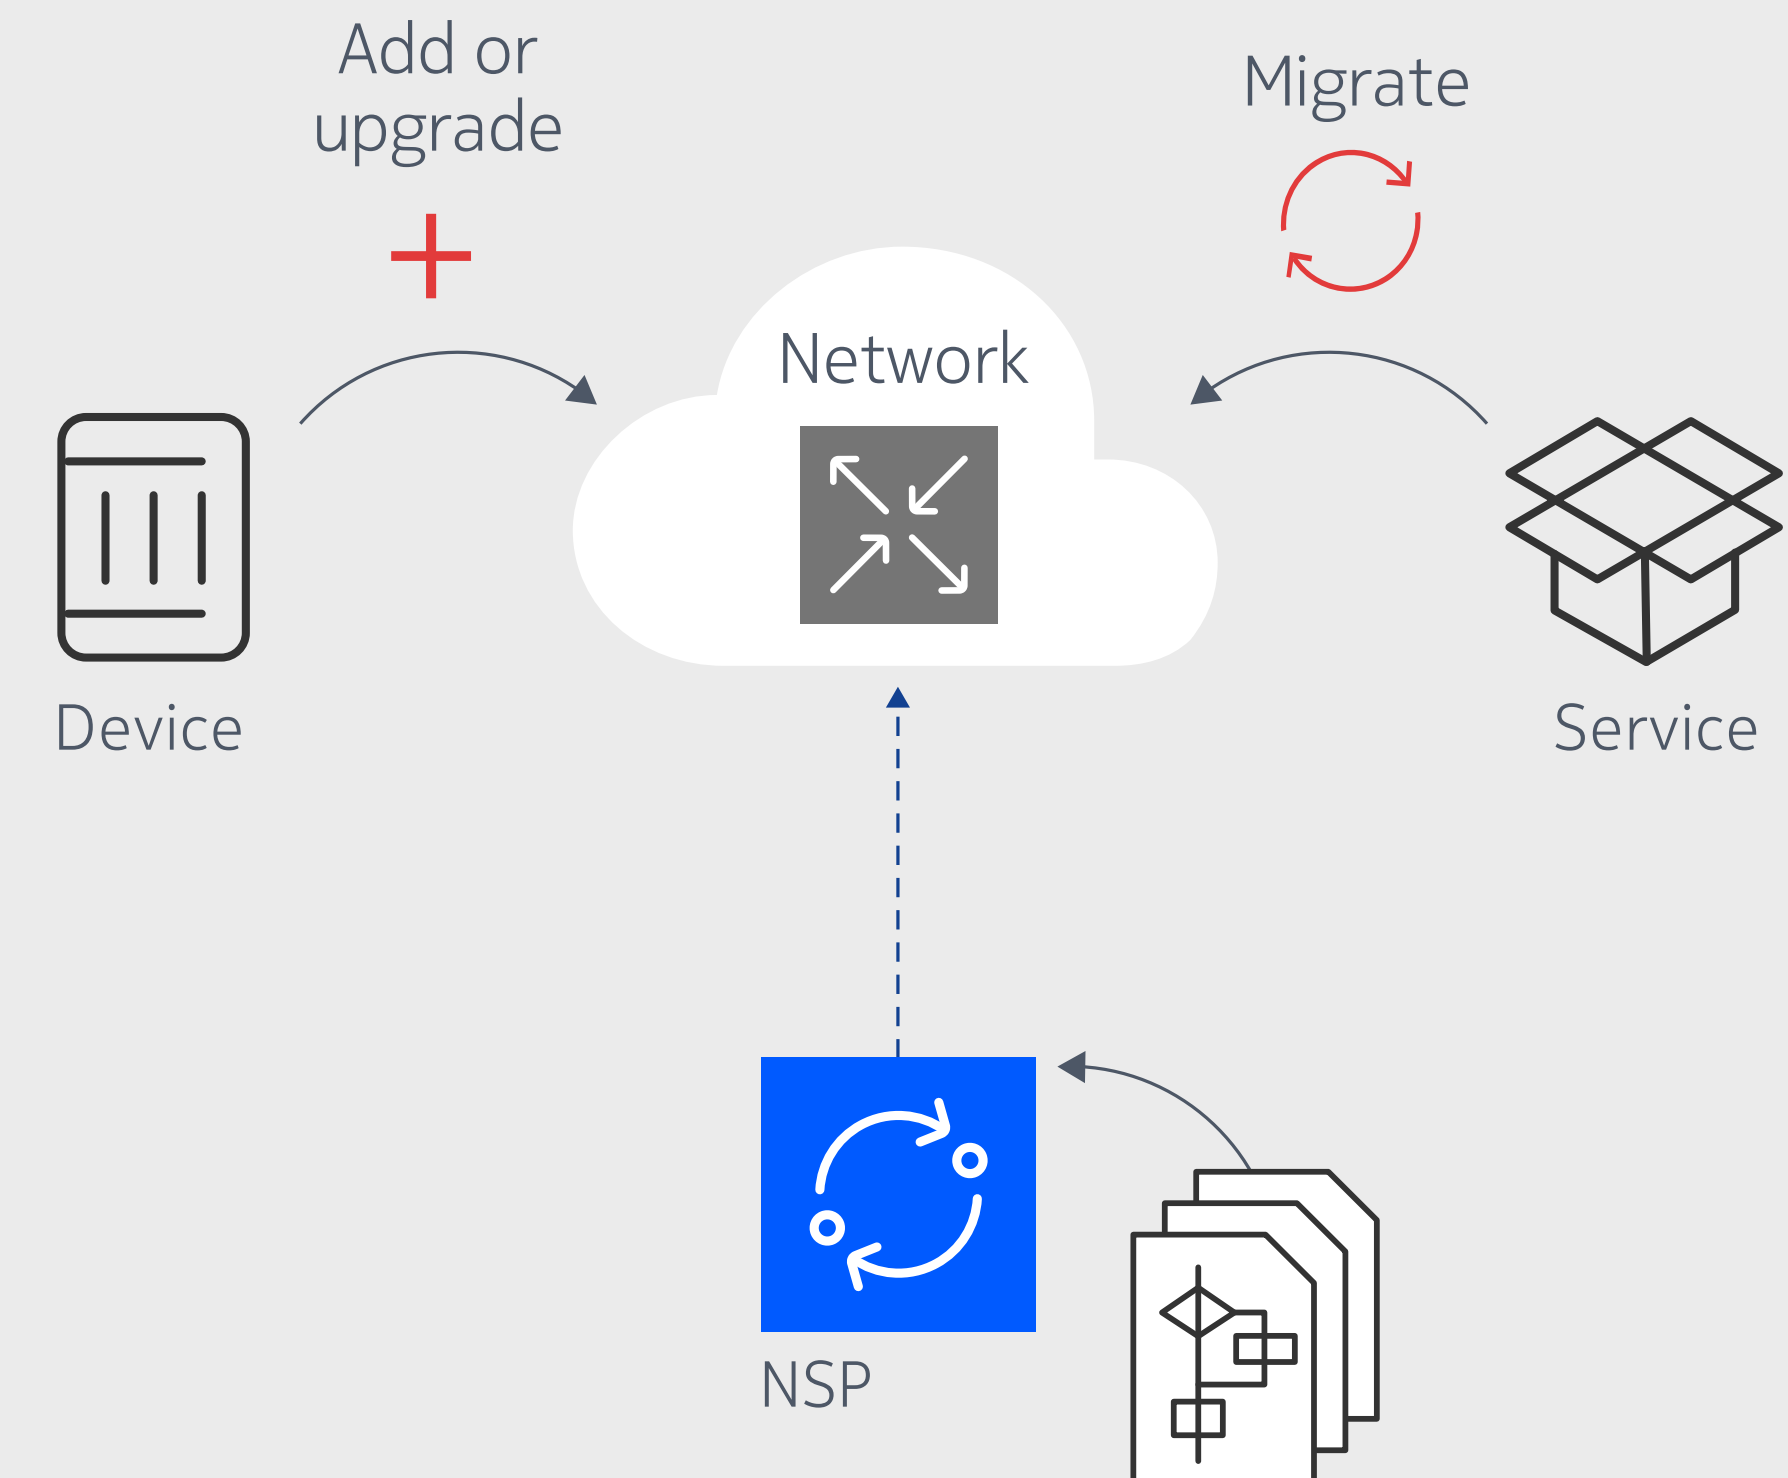 Add or
upgrade
Migrate
Network
Device
Service
NSP